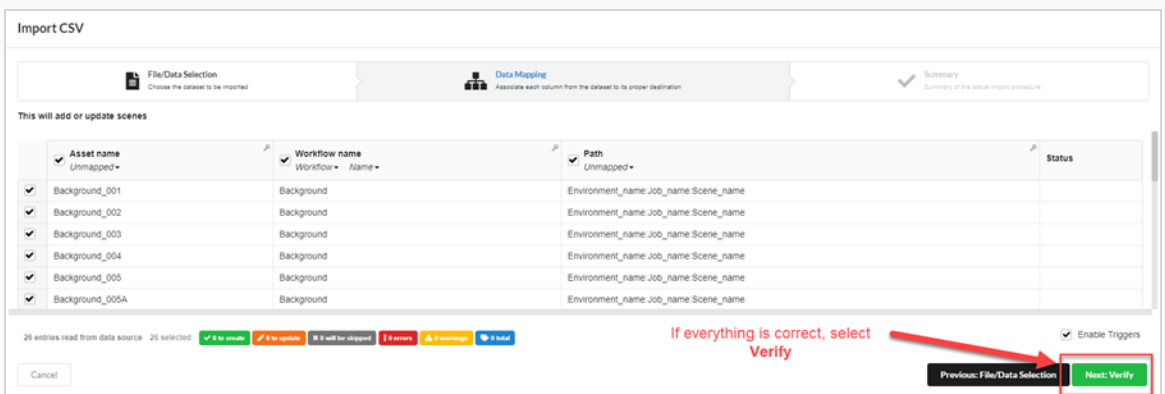 Import CSV
File/Data Selection
Choose the dataset to be imported
Data Mapping
Associate each column from the dataset to its proper destination
Summary
Summary of the actual import procedure
This will add or update scenes
Asset name
Unmapped
Workflow name
Workflow Name
Path
Unmapped
Status
Background_001 Background Environment_name:Job_name:Scene_name
Background_002 Background Environment_name:Job_name:Scene_name
Background_003 Background Environment_name:Job_name:Scene_name
Background_004 Background Environment_name:Job_name:Scene_name
Background_005 Background Environment_name:Job_name:Scene_name
Background_005A Background Environment_name:Job_name:Scene_name
26 entries read from data source 26 selected 0 to create 0 to update 0 will be skipped 0 errors 0 warnings 0 total
If everything is correct, select
Verify
Enable Triggers
Cancel
Previous: File/Data Selection
Next: Verify